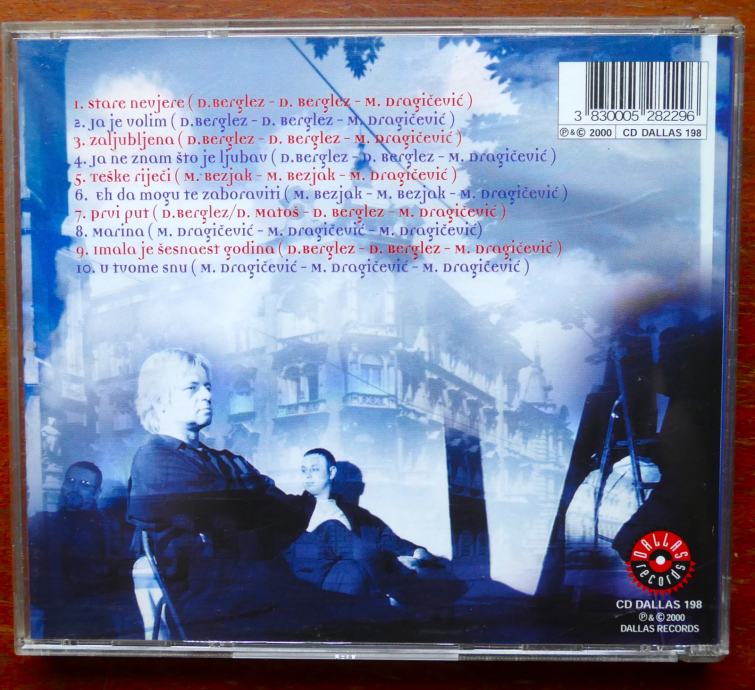 1. Stare nevjere ( D.Berglez - D. Berglez - M. Dragičević )
2. Ja je volim ( D.Berglez - D. Berglez - M. Dragičević )
3. Zaljubljena ( D.Berglez - D. Berglez - M. Dragičević )
4. Ja ne znam što je ljubav ( D.Berglez - D. Berglez - M. Dragičević )
5. Teške riječi ( M. Bezjak - M. Bezjak - M. Dragičević )
6. Eh da mogu te zaboraviti ( M. Bezjak - M. Bezjak - M. Dragičević )
7. Prvi put ( D.Berglez/D. Matoš - D. Berglez - M. Dragičević )
8. Marina ( M. Dragičević - M. Dragičević - M. Dragičević)
9. Imala je šesnaest godina ( D.Berglez - D. Berglez - M. Dragičević )
10. U tvome snu ( M. Dragičević - M. Dragičević - M. Dragičević )
3 830005 282296
℗&© 2000 CD DALLAS 198
DALLAS
records
CD DALLAS 198
℗ & © 2000
DALLAS RECORDS